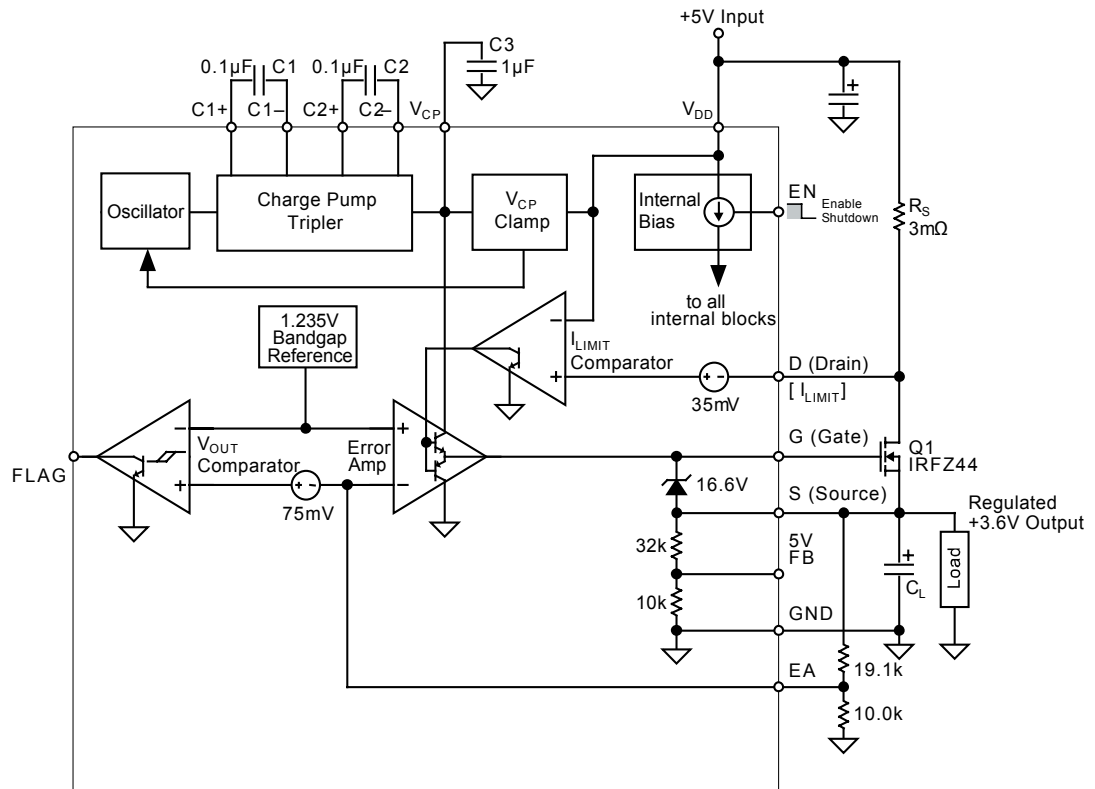 +5V Input
C3
1µF
0.1µF C1 0.1µF C2
C1+ C1– C2+ C2– VCP
VDD
Oscillator
Charge Pump
Tripler
VCP
Clamp
Internal
Bias
EN
Enable
Shutdown
RS
3mΩ
to all
internal blocks
1.235V
Bandgap
Reference
–
ILIMIT
Comparator
+
+ –
35mV
D (Drain)
[ ILIMIT]
–
VOUT
Comparator
+
+ –
75mV
Error
Amp
+
–
FLAG
G (Gate)
Q1
IRFZ44
16.6V
S (Source)
Regulated
+3.6V Output
32k
5V
FB
10k
GND
+
CL
Load
EA
19.1k
10.0k
+